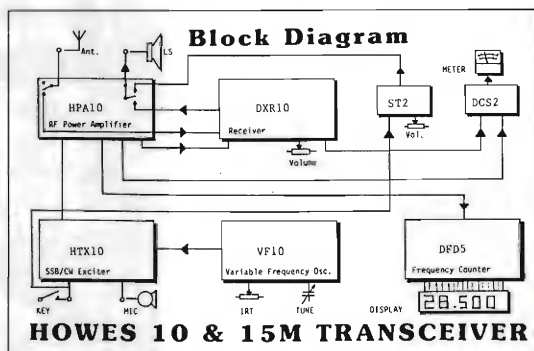 Block Diagram
Ant.
LS
METER
HPA10
RF Power Amplifier
DXR10
Receiver
Volume
ST2
Vol.
DCS2
HTX10
SSB/CW Exciter
KEY
MIC
VF10
Variable Frequency Osc.
IRT
TUNE
DFD5
Frequency Counter
DISPLAY
28.500
HOWES 10 & 15M TRANSCEIVER